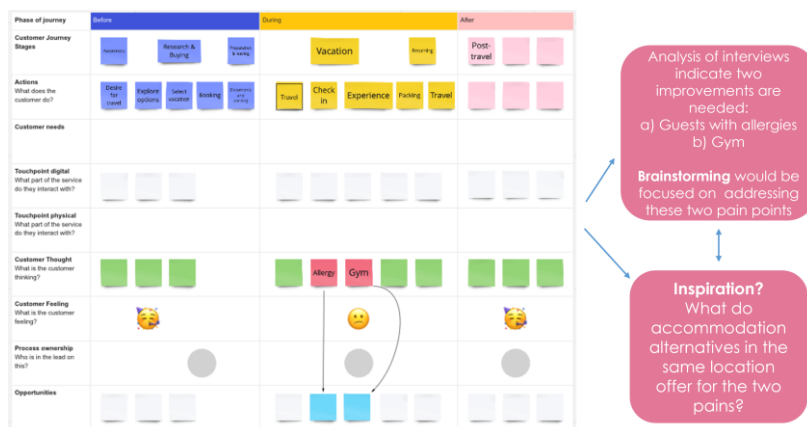 Phase of journey
Before
During
After
Customer Journey
Stages
Awareness
Research &
Buying
Vacation
Returning
Post-
travel
Actions
What does the
customer do?
Desire
for
travel
Explore
options
Select
vacation
Booking
Travel
Check
in
Experience
Packing
Travel
Customer needs
Touchpoint digital
What part of the service
do they interact with?
Touchpoint physical
What part of the service
do they interact with?
Customer Thought
What is the customer
thinking?
Allergy
Gym
Customer Feeling
What is the customer
feeling?
Process ownership
Who is in the lead on
this?
Opportunities
Analysis of interviews
indicate two
improvements are
needed:
a) Guests with allergies
b) Gym
Brainstorming would be
focused on addressing
these two pain points
Inspiration?
What do
accommodation
alternatives in the
same location
offer for the two
pains?